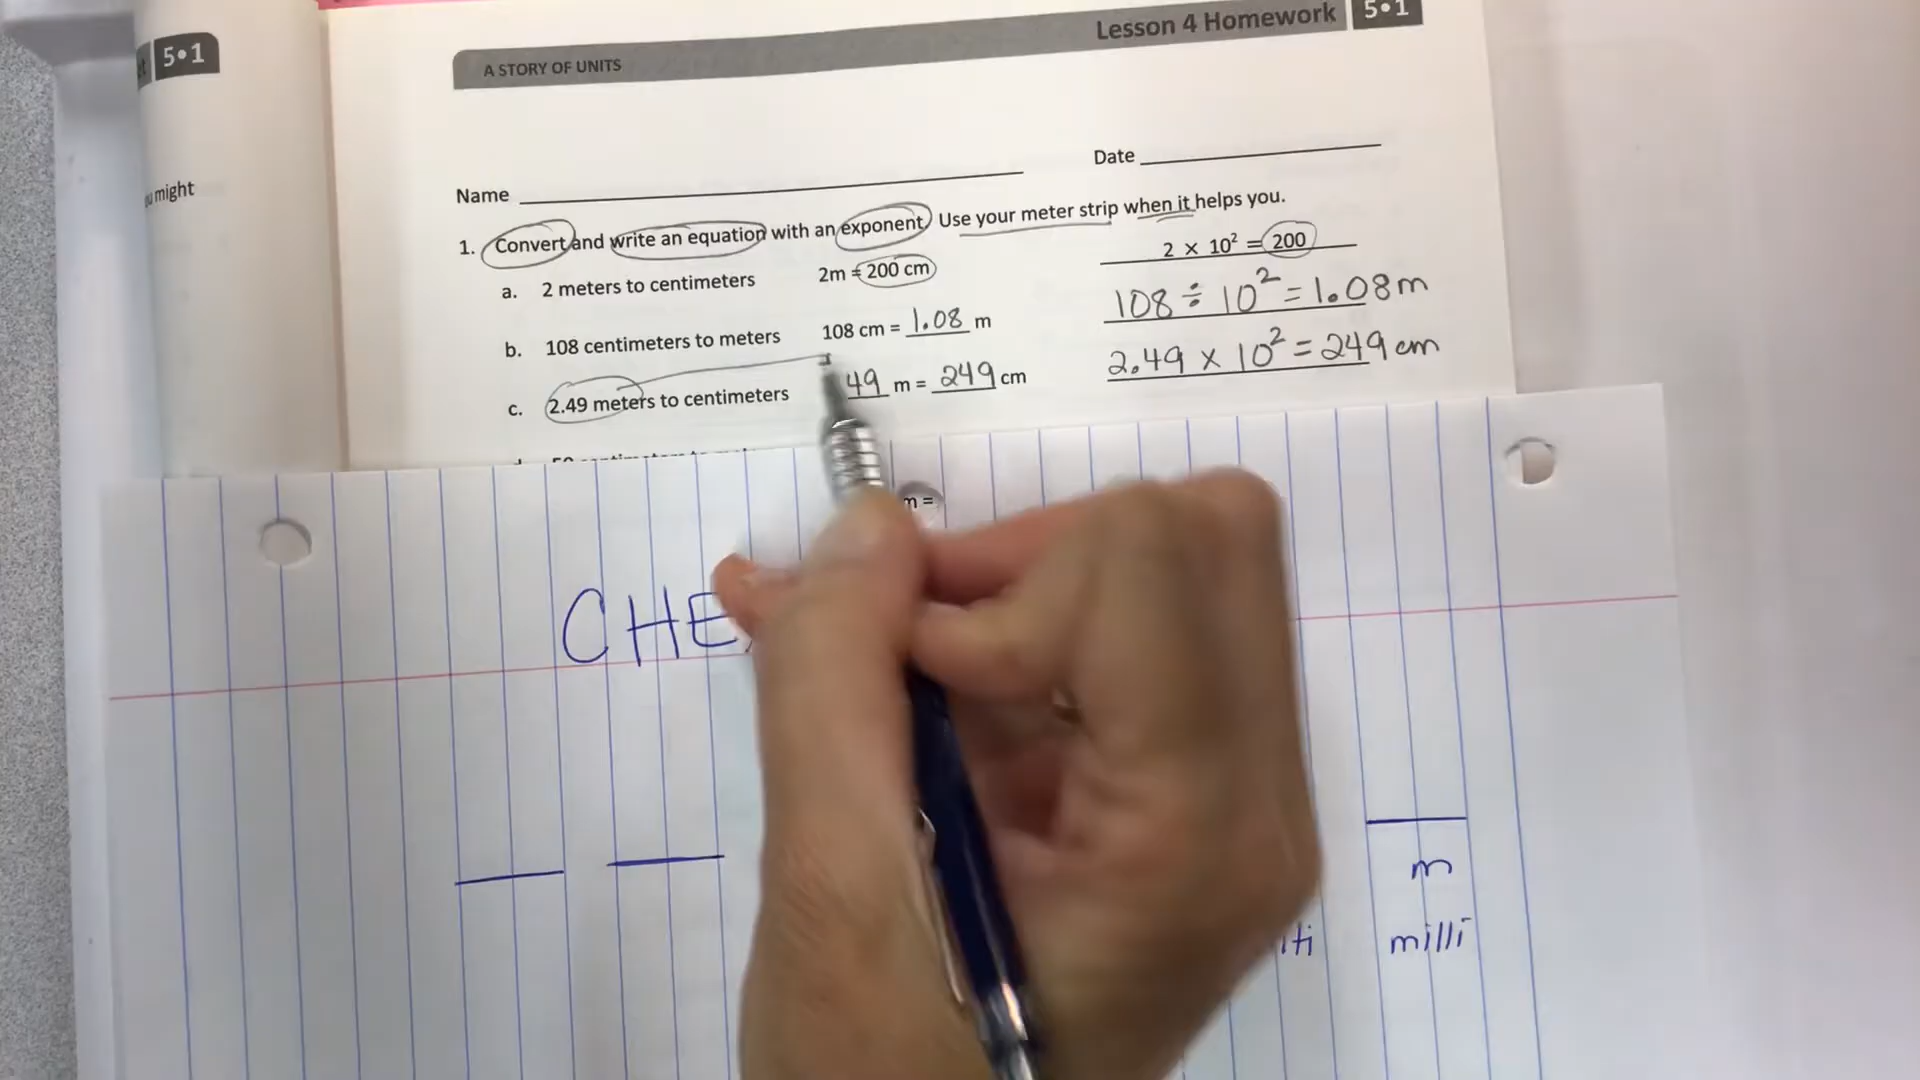 5•1
might
A STORY OF UNITS
Lesson 4 Homework 5•1
Name
Date
1. Convert and write an equation with an exponent. Use your meter strip when it helps you.
a. 2 meters to centimeters 2m = 200 cm 2 × 10² = 200
b. 108 centimeters to meters 108 cm = 1.08 m 108 ÷ 10² = 1.08 m
c. 2.49 meters to centimeters 49 m = 249 cm 2.49 × 10² = 249 cm
m =
CHE
m
milli